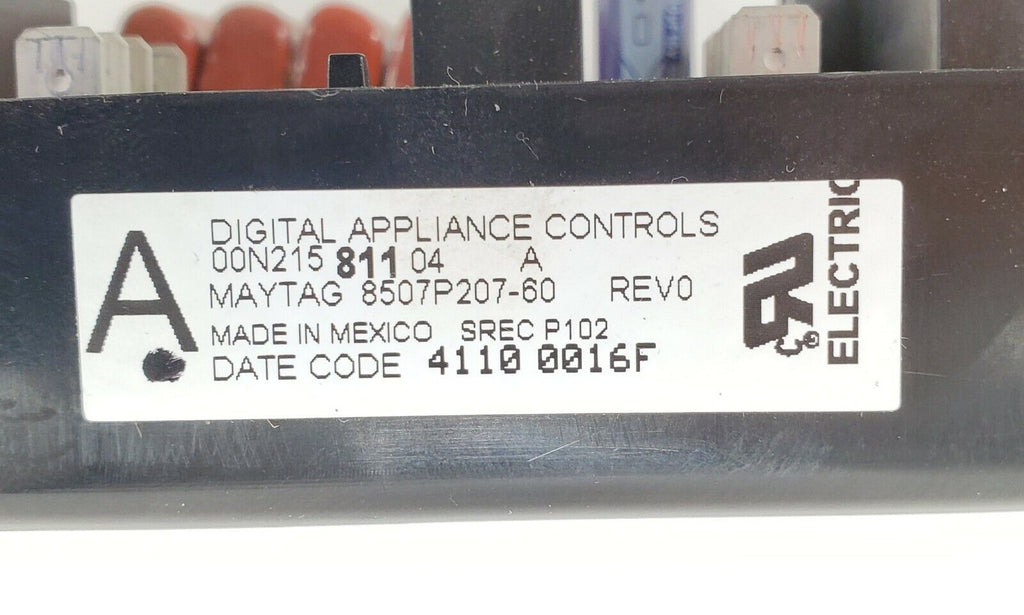 A
DIGITAL APPLIANCE CONTROLS
00N215 811 04 A
MAYTAG 8507P207-60 REV0
MADE IN MEXICO SREC P102
DATE CODE 4110 0016F
ELECTRIC